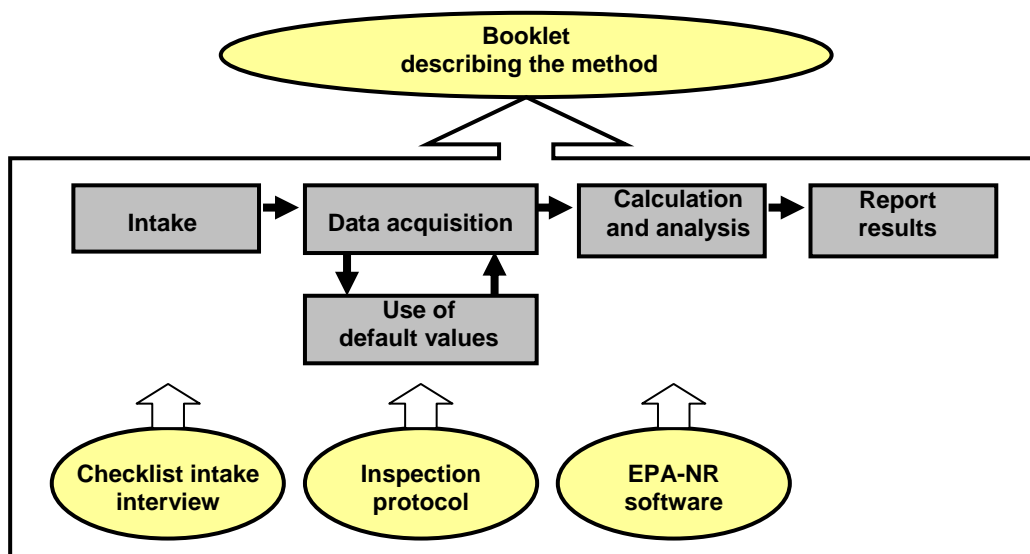 Booklet
describing the method
Intake
Data acquisition
Calculation
and analysis
Report
results
Use of
default values
Checklist intake
interview
Inspection
protocol
EPA-NR
software